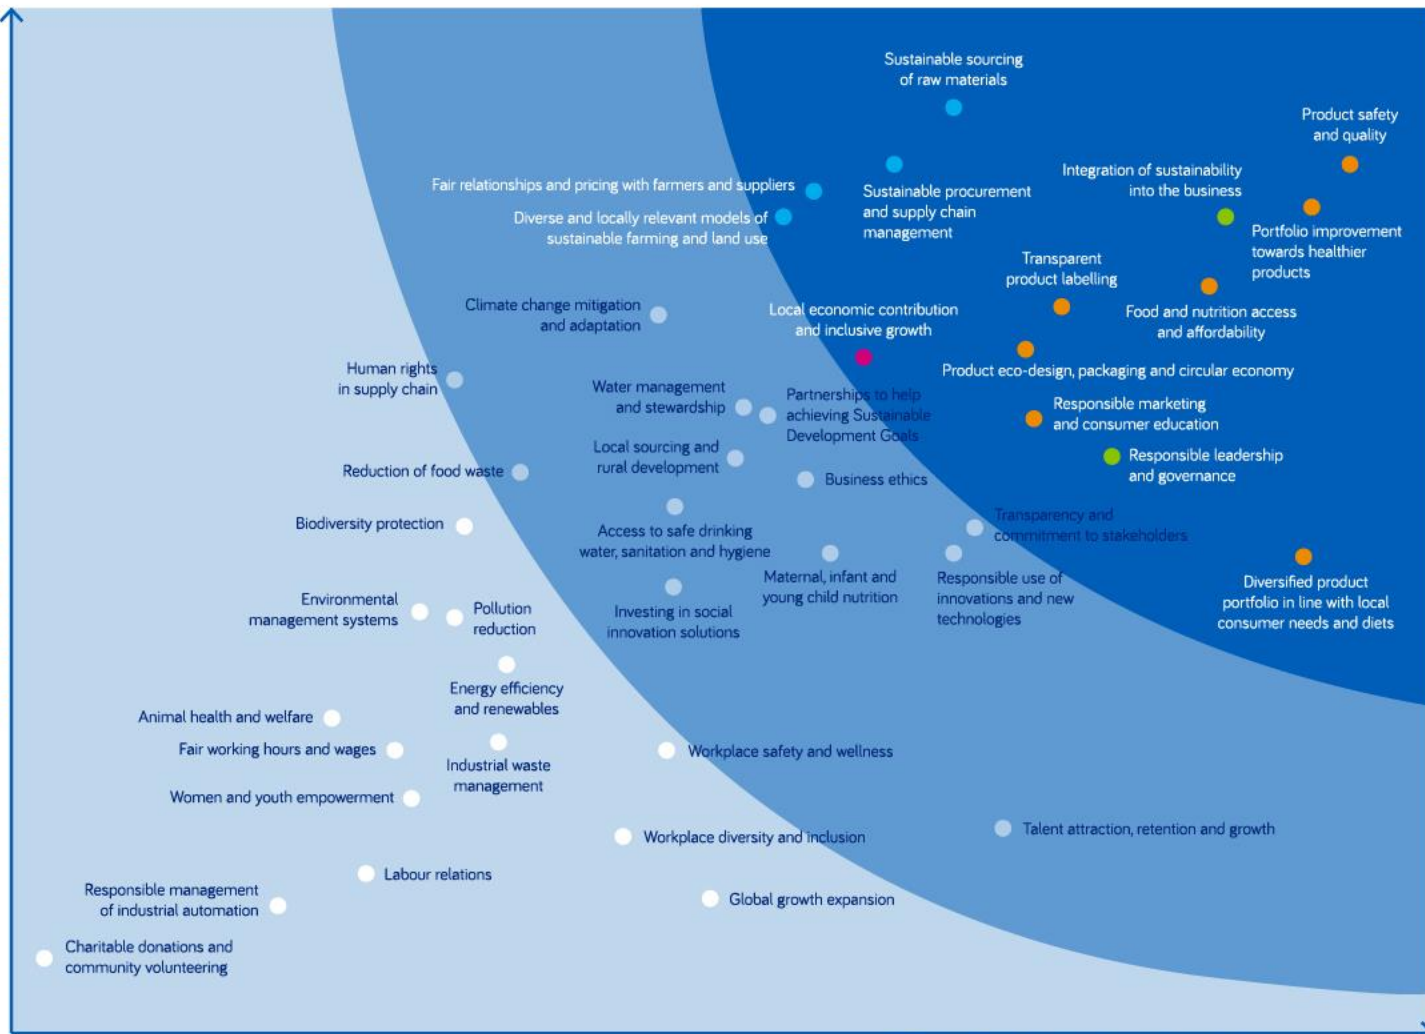 Sustainable sourcing
of raw materials
Product safety
and quality
Fair relationships and pricing with farmers and suppliers
Diverse and locally relevant models of
sustainable farming and land use
Sustainable procurement
and supply chain
management
Integration of sustainability
into the business
Portfolio improvement
towards healthier
products
Transparent
product labelling
Climate change mitigation
and adaptation
Local economic contribution
and inclusive growth
Food and nutrition access
and affordability
Human rights
in supply chain
Product eco-design, packaging and circular economy
Water management
and stewardship
Partnerships to help
achieving Sustainable
Development Goals
Responsible marketing
and consumer education
Local sourcing and
rural development
Reduction of food waste
Business ethics
Responsible leadership
and governance
Biodiversity protection
Access to safe drinking
water, sanitation and hygiene
Transparency and
commitment to stakeholders
Maternal, infant and
young child nutrition
Responsible use of
innovations and new
technologies
Diversified product
portfolio in line with local
consumer needs and diets
Environmental
management systems
Pollution
reduction
Investing in social
innovation solutions
Energy efficiency
and renewables
Animal health and welfare
Fair working hours and wages
Industrial waste
management
Workplace safety and wellness
Women and youth empowerment
Workplace diversity and inclusion
Talent attraction, retention and growth
Labour relations
Responsible management
of industrial automation
Global growth expansion
Charitable donations and
community volunteering